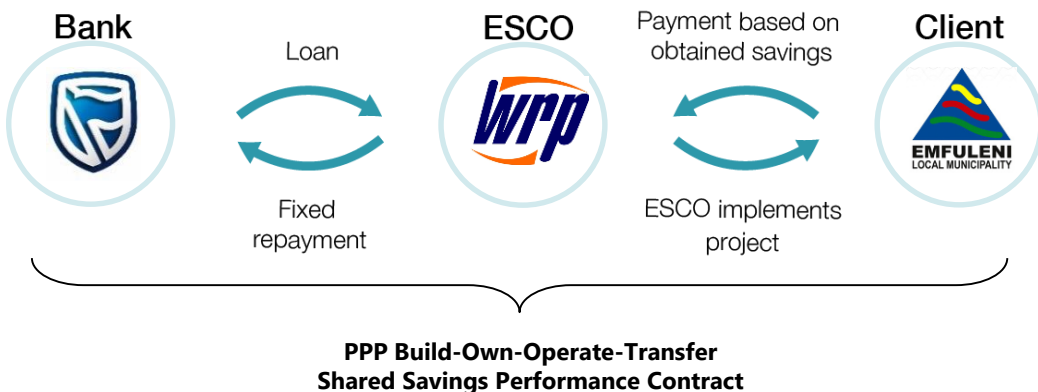 Bank
ESCO
Client
Loan
Payment based on
obtained savings
wrp
EMFULENI
LOCAL MUNICIPALITY
Fixed
repayment
ESCO implements
project
PPP Build-Own-Operate-Transfer
Shared Savings Performance Contract